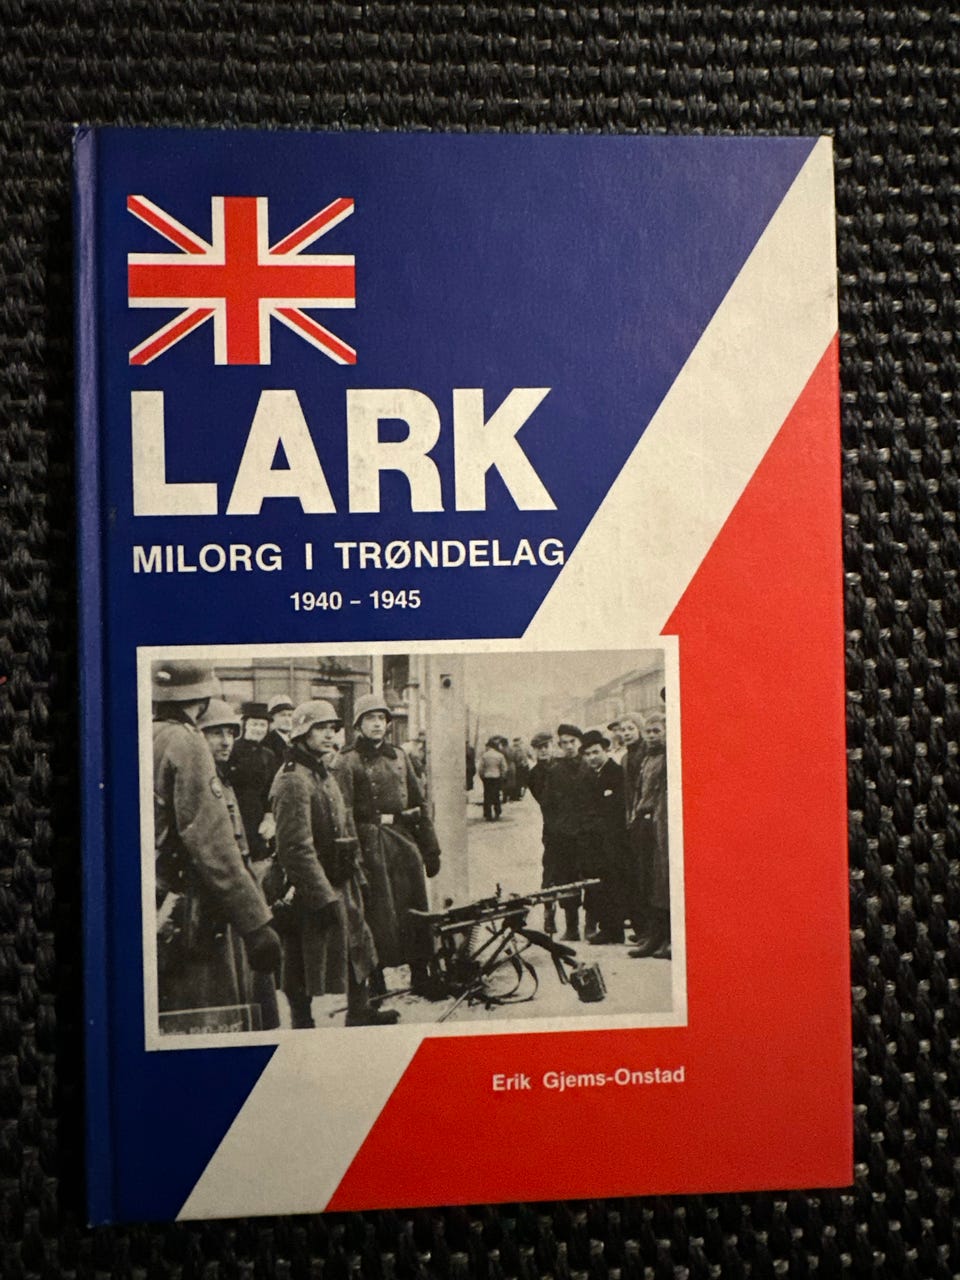 LARK
MILORG I TRØNDELAG
1940 – 1945
Erik Gjems-Onstad